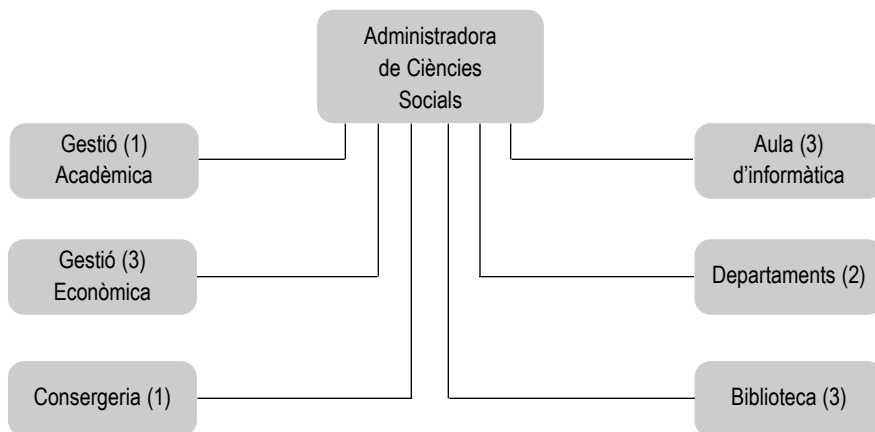 Administradora
de Ciències
Socials
Gestió (1)
Acadèmica
Aula (3)
d'informàtica
Gestió (3)
Econòmica
Departaments (2)
Consergeria (1)
Biblioteca (3)